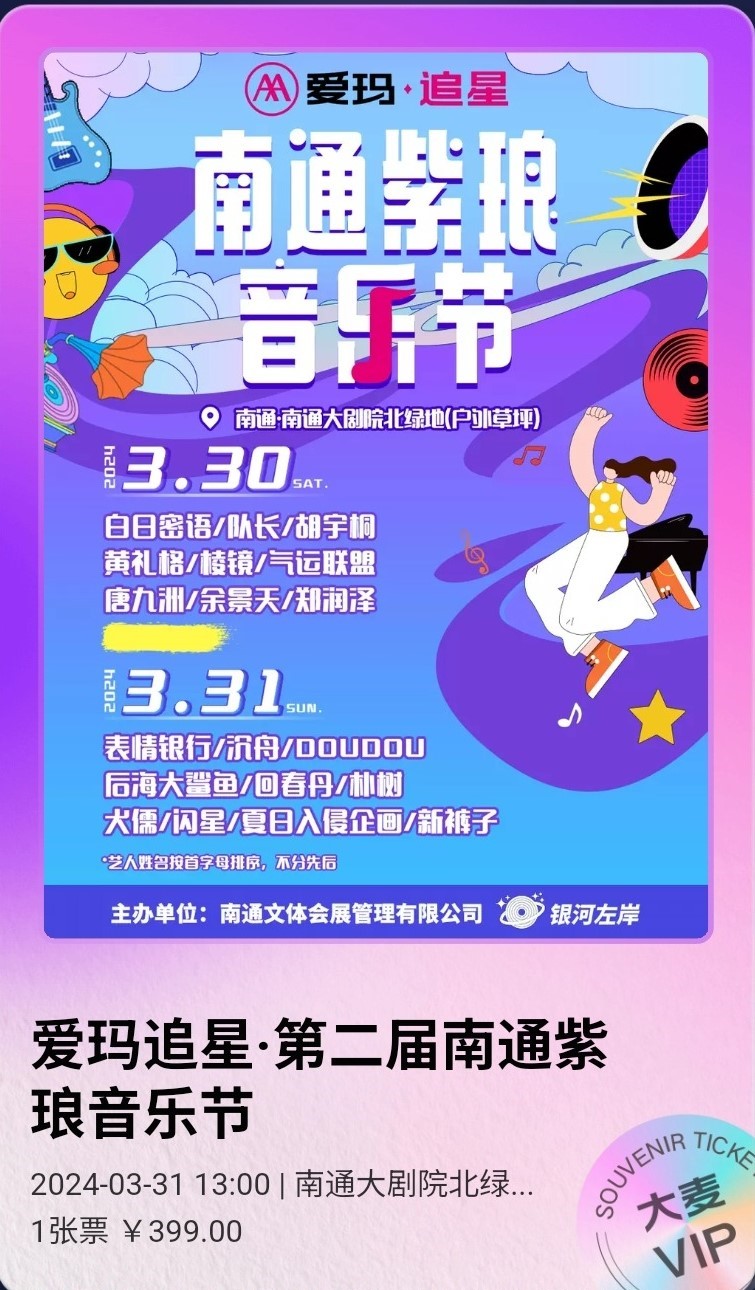 爱玛·追星
南通紫琅
音乐节
南通·南通大剧院北绿地(户外草坪)
2024 3.30 SAT.
白日密语/队长/胡宇桐
黄礼格/棱镜/气运联盟
唐九洲/余景天/郑润泽
2024 3.31 SUN.
表情银行/沉舟/DOUDOU
后海大鲨鱼/回春丹/朴树
犬儒/闪星/夏日入侵企画/新裤子
*艺人姓名按首字母排序，不分先后
主办单位：南通文体会展管理有限公司 银河左岸
爱玛追星·第二届南通紫
琅音乐节
2024-03-31 13:00 | 南通大剧院北绿...
1张票 ￥399.00
SOUVENIR TICKET
大麦
VIP